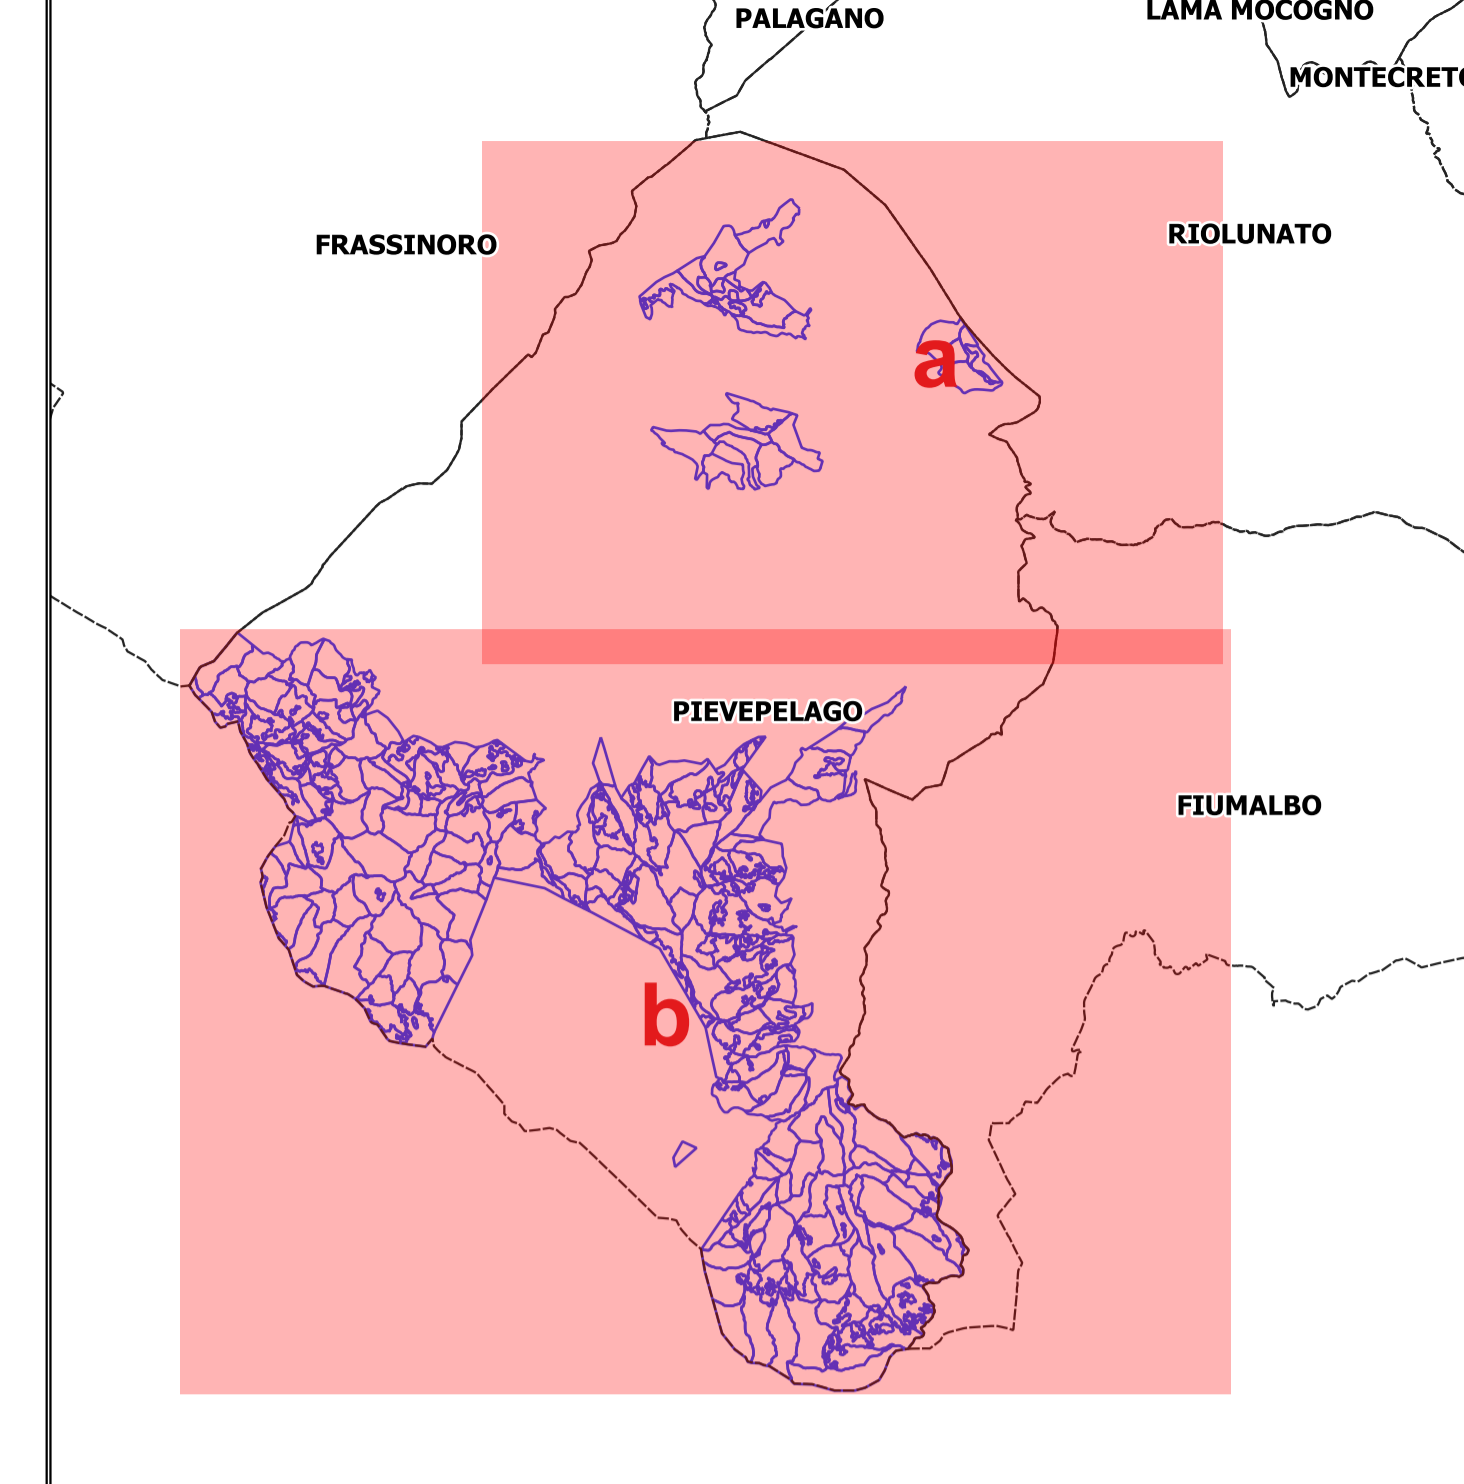 LAMA MOCOGNO
PALAGANO
MONTECRETO
RIOLUNATO
FRASSINORO
a
PIEVEPELAGO
FIUMALBO
b